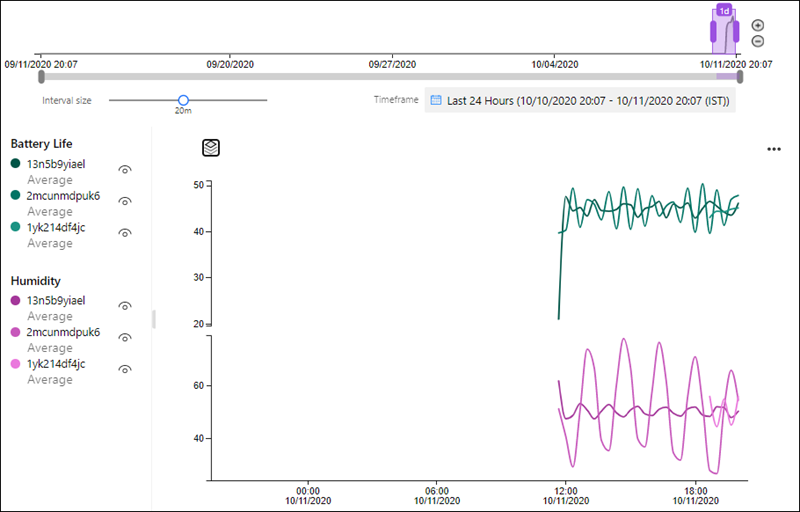 1d
09/11/2020 20:07
09/20/2020
09/27/2020
10/04/2020
10/11/2020 20:07
Interval size
20m
Timeframe
Last 24 Hours (10/10/2020 20:07 - 10/11/2020 20:07 (IST))
Battery Life
13n5b9yiael
Average
2mcunmdpuk6
Average
1yk214df4jc
Average
Humidity
13n5b9yiael
Average
2mcunmdpuk6
Average
1yk214df4jc
Average
50
40
30
20
60
40
00:00
10/11/2020
06:00
10/11/2020
12:00
10/11/2020
18:00
10/11/2020